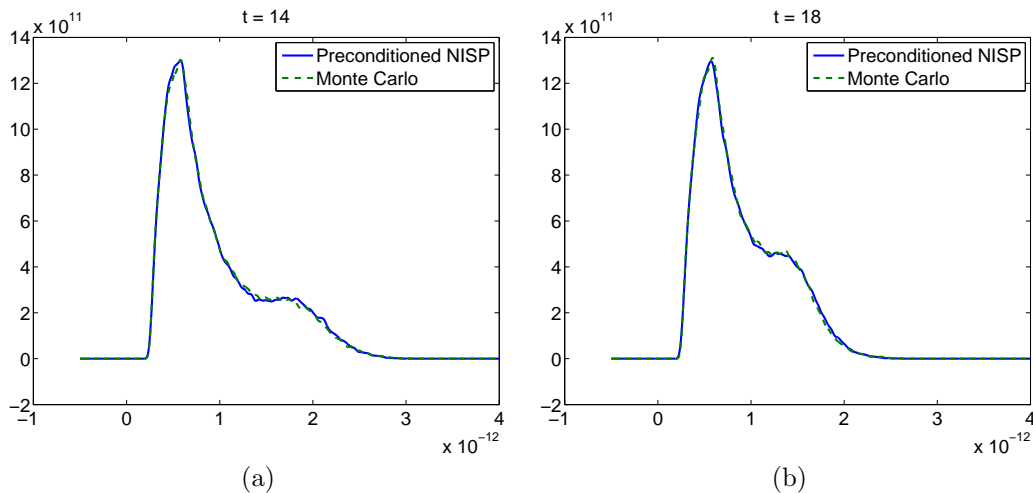 t = 14
x 10^11
14
12
10
8
6
4
2
0
−2
−1
0
1
2
3
4
x 10^−12
Preconditioned NISP
Monte Carlo
(a)
t = 18
x 10^11
14
12
10
8
6
4
2
0
−2
−1
0
1
2
3
4
x 10^−12
Preconditioned NISP
Monte Carlo
(b)